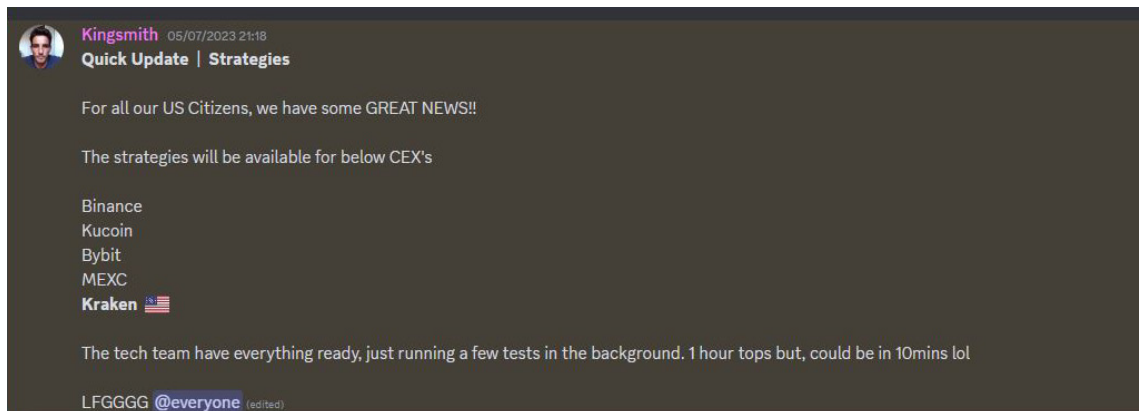 Kingsmith 05/07/2023 21:18
Quick Update | Strategies
For all our US Citizens, we have some GREAT NEWS!!
The strategies will be available for below CEX's
Binance
Kucoin
Bybit
MEXC
Kraken 🇺🇸
The tech team have everything ready, just running a few tests in the background. 1 hour tops but, could be in 10mins lol
LFGGGG @everyone (edited)